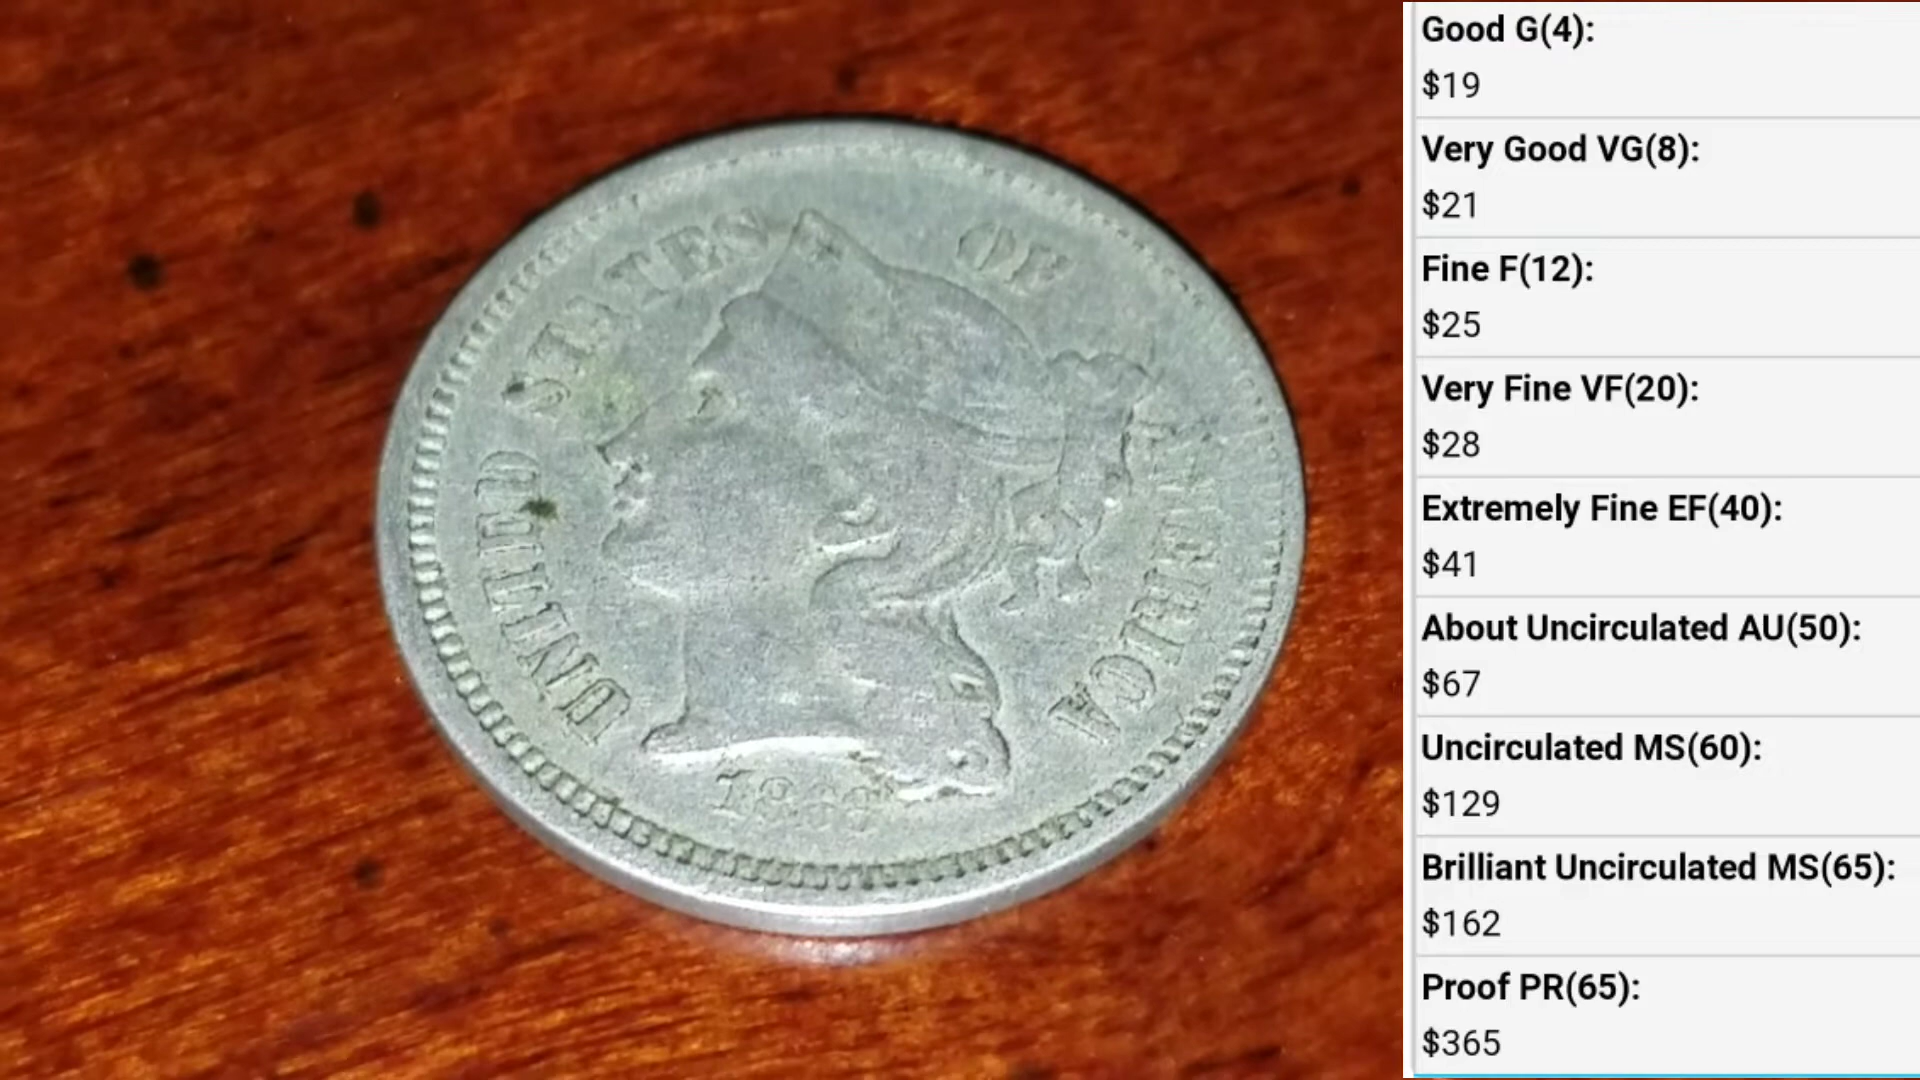 UNITED STATES OF AMERICA
Good G(4):
$19
Very Good VG(8):
$21
Fine F(12):
$25
Very Fine VF(20):
$28
Extremely Fine EF(40):
$41
About Uncirculated AU(50):
$67
Uncirculated MS(60):
$129
Brilliant Uncirculated MS(65):
$162
Proof PR(65):
$365